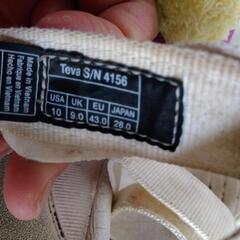 Made in Vietnam
Fabriqué en Vietnam
Hecho en Vietnam
Teva S/N 4156
USA UK EU JAPAN
10 9.0 43.0 28.0